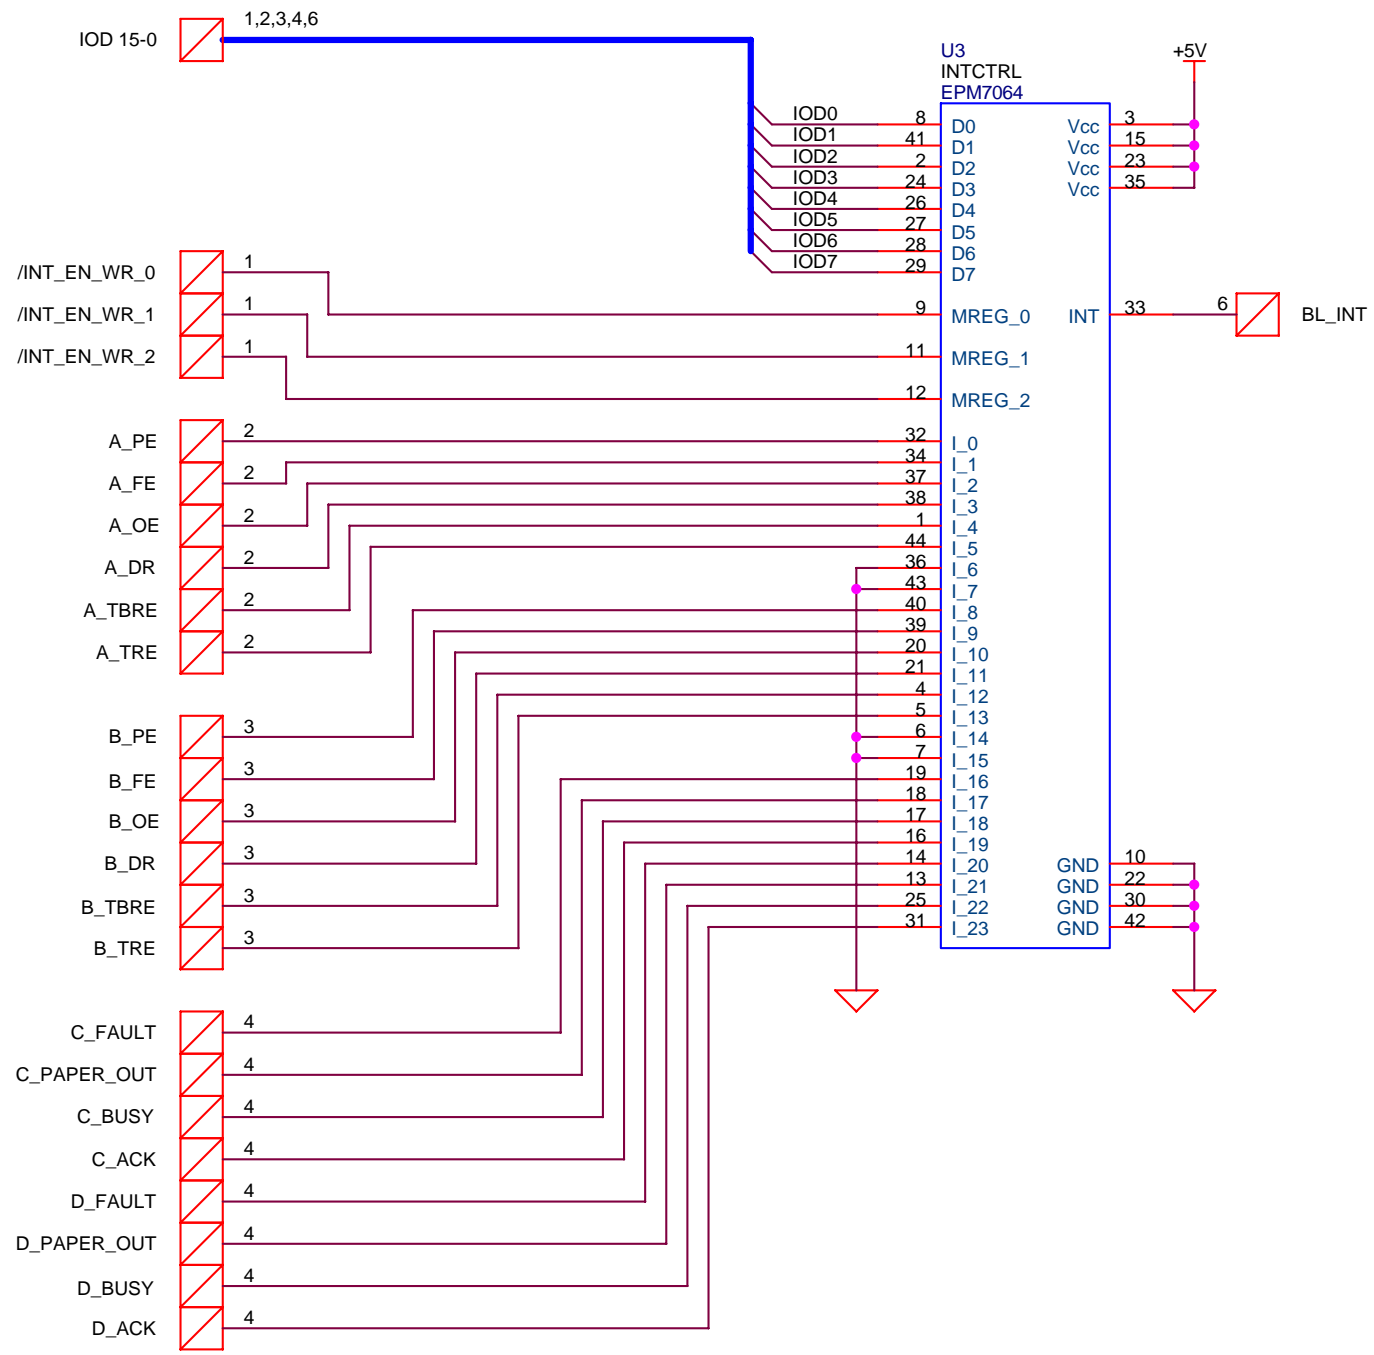 IOD 15-0
1,2,3,4,6
U3
INTCTRL
EPM7064
+5V
IOD0 8 D0 Vcc 3
IOD1 41 D1 Vcc 15
IOD2 2 D2 Vcc 23
IOD3 24 D3 Vcc 35
IOD4 26 D4
IOD5 27 D5
IOD6 28 D6
IOD7 29 D7
/INT_EN_WR_0 1
/INT_EN_WR_1 1
/INT_EN_WR_2 1
9 MREG_0 INT 33 6 BL_INT
11 MREG_1
12 MREG_2
A_PE 2
A_FE 2
A_OE 2
A_DR 2
A_TBRE 2
A_TRE 2
32 I_0
34 I_1
37 I_2
38 I_3
1 I_4
44 I_5
36 I_6
43 I_7
40 I_8
39 I_9
20 I_10
21 I_11
4 I_12
5 I_13
6 I_14
7 I_15
19 I_16
18 I_17
17 I_18
16 I_19
14 I_20 GND 10
13 I_21 GND 22
25 I_22 GND 30
31 I_23 GND 42
B_PE 3
B_FE 3
B_OE 3
B_DR 3
B_TBRE 3
B_TRE 3
C_FAULT 4
C_PAPER_OUT 4
C_BUSY 4
C_ACK 4
D_FAULT 4
D_PAPER_OUT 4
D_BUSY 4
D_ACK 4